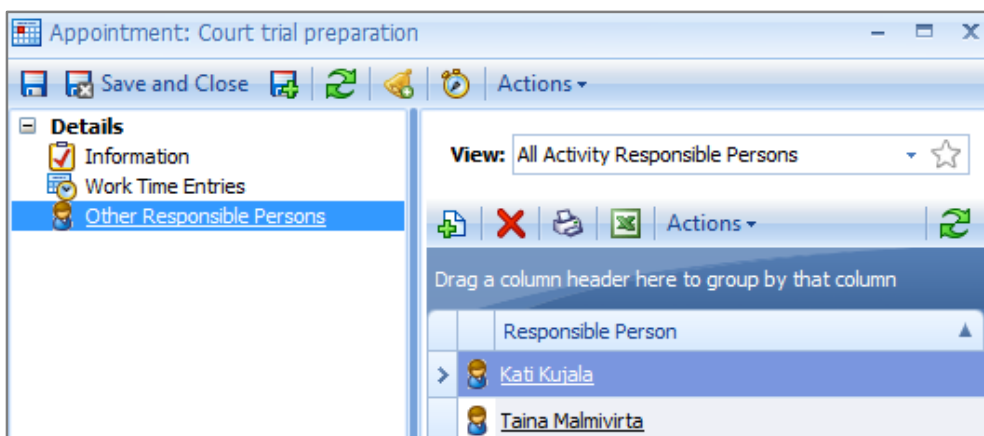 Appointment: Court trial preparation
Save and Close
Actions
Details
Information
Work Time Entries
Other Responsible Persons
View: All Activity Responsible Persons
Actions
Drag a column header here to group by that column
Responsible Person
Kati Kujala
Taina Malmivirta